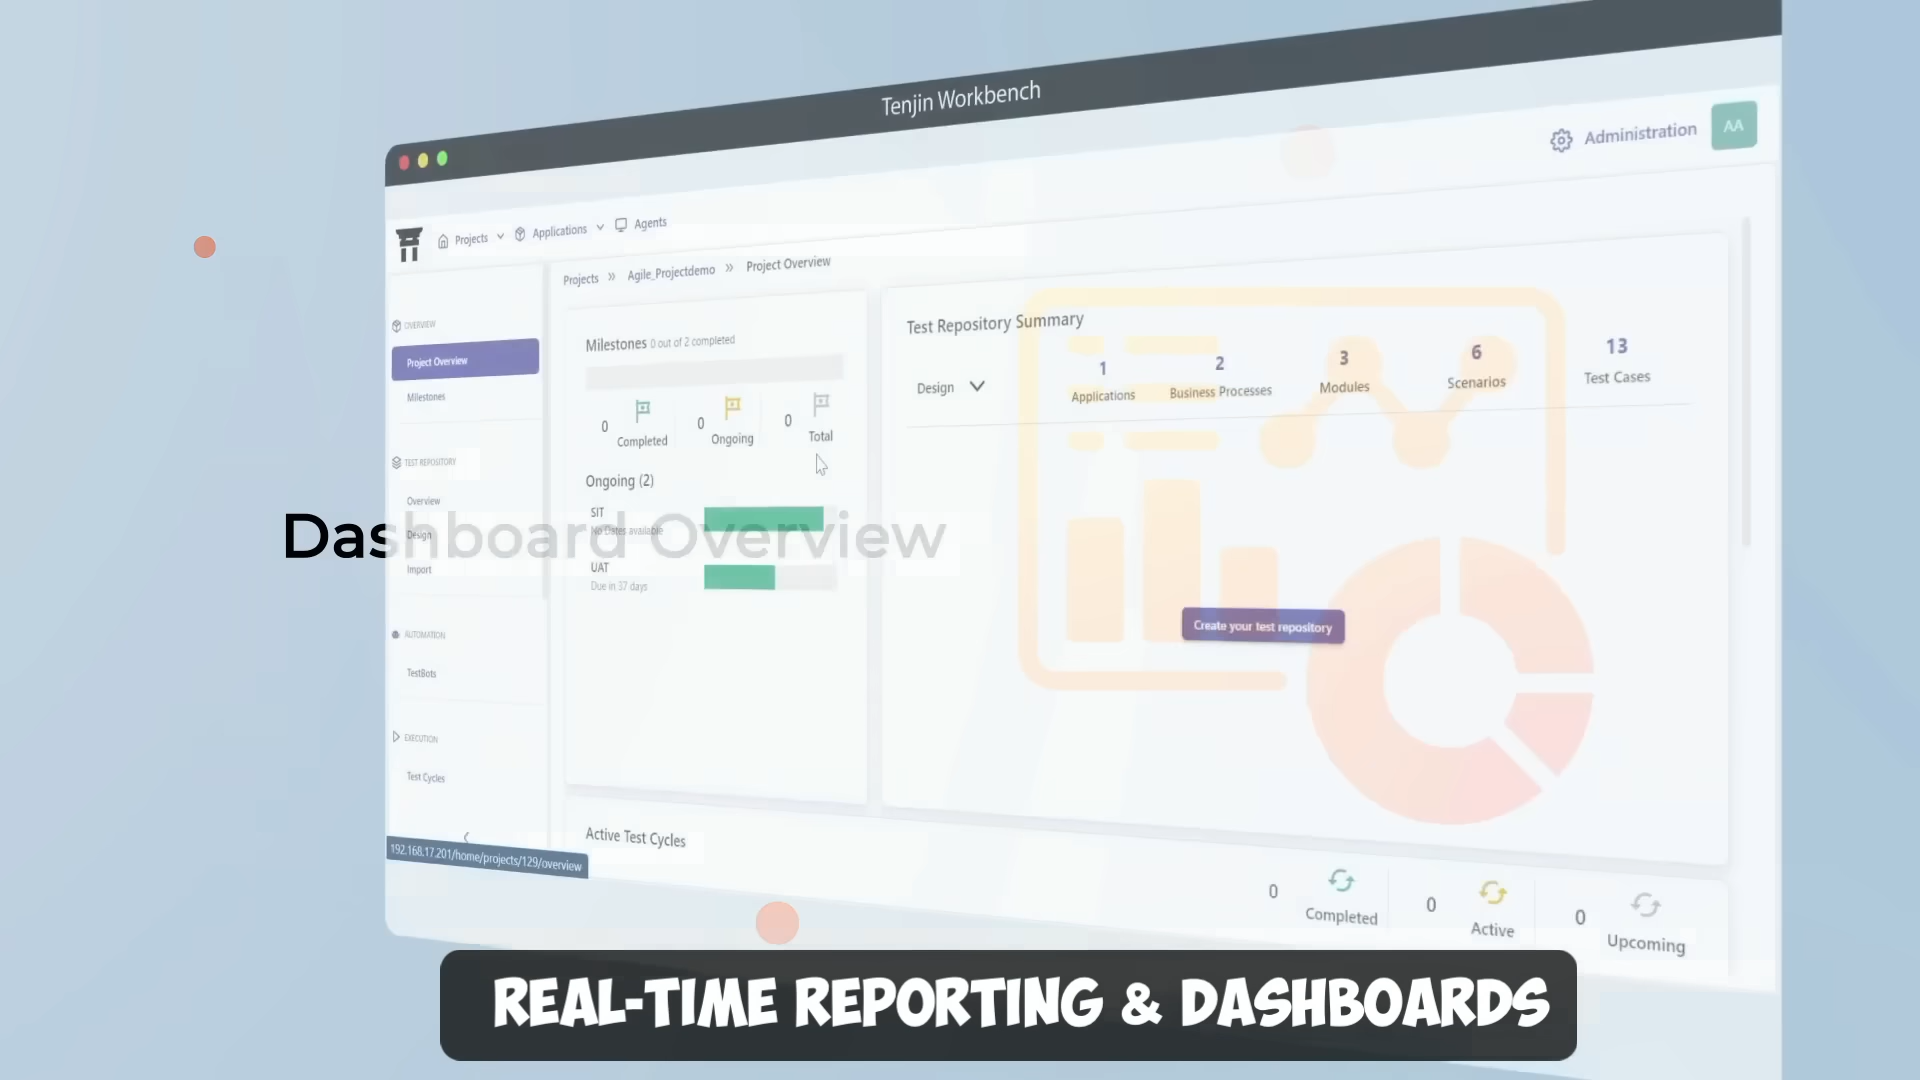 Tenjin Workbench
Administration
AA
Projects
Applications
Agents
Projects » Agile_Projectdemo » Project Overview
OVERVIEW
Project Overview
Milestones
TEST REPOSITORY
Overview
Design
Import
AUTOMATION
TestBots
EXECUTION
Test Cycles
192.168.17.201/home/projects/129/overview
Milestones 0 out of 2 completed
0 Completed
0 Ongoing
0 Total
Ongoing (2)
SIT
No Dates available
UAT
Due in 37 days
Dashboard Overview
Test Repository Summary
Design
1 Applications
2 Business Processes
3 Modules
6 Scenarios
13 Test Cases
Create your test repository
Active Test Cycles
0 Completed
0 Active
0 Upcoming
REAL-TIME REPORTING & DASHBOARDS